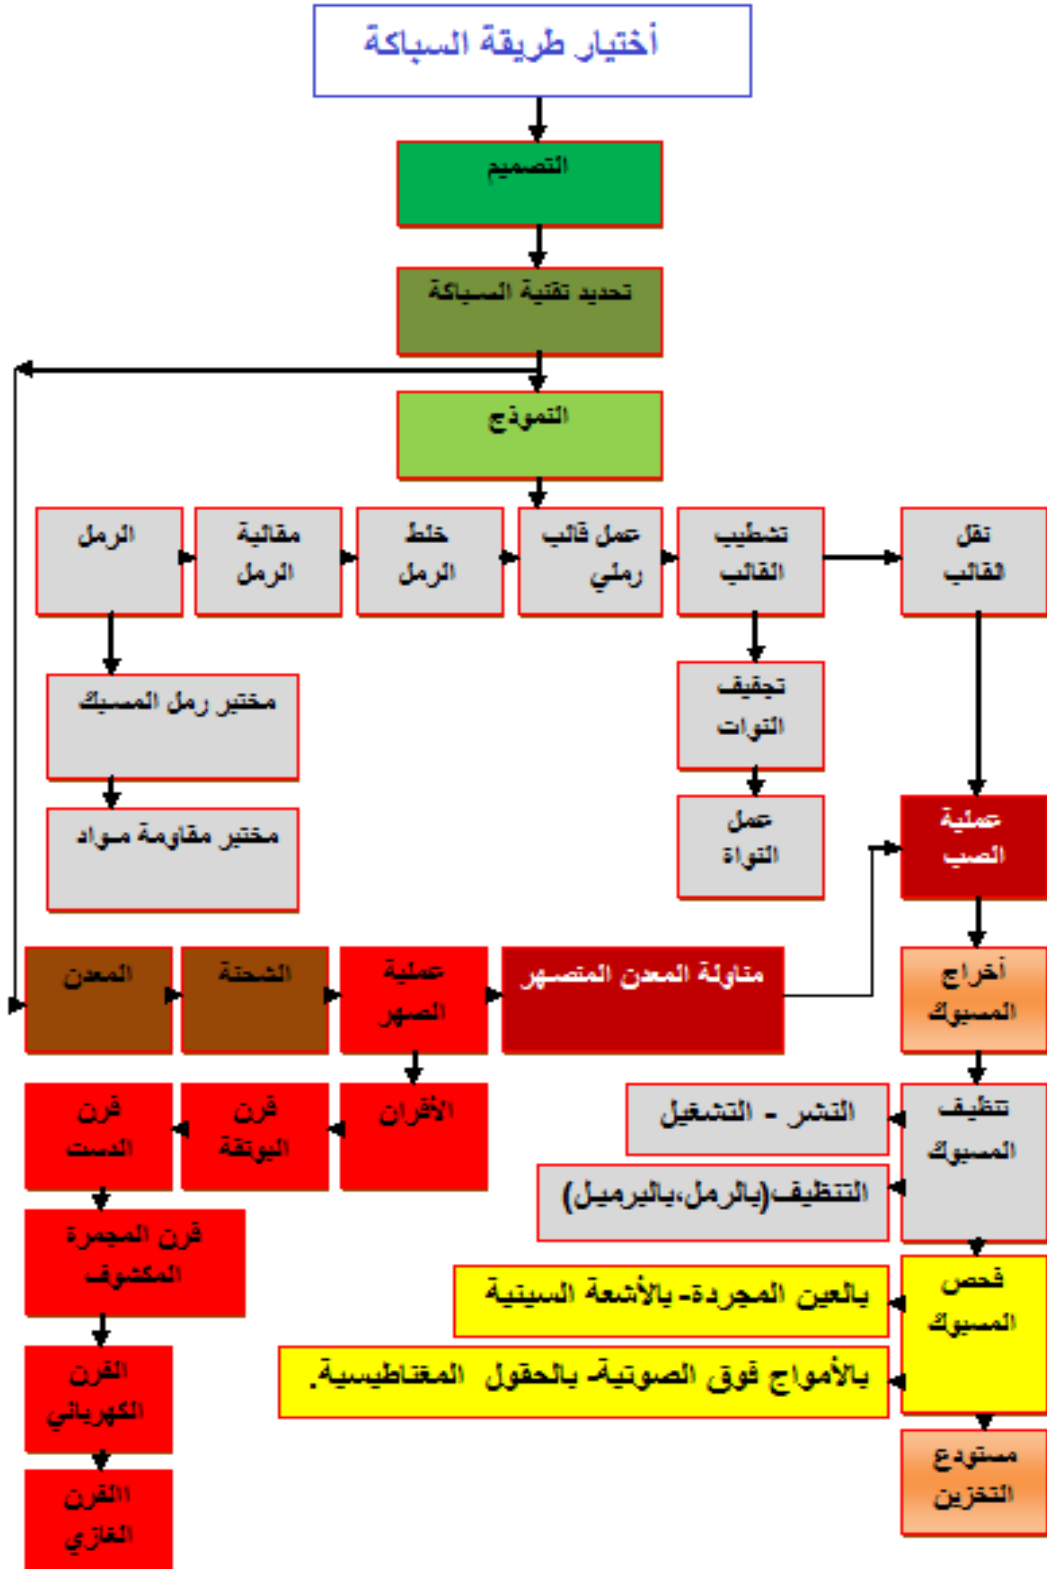 أختيار طريقة السباكة
التصميم
تحديد تقنية السباكة
النموذج
الرمل
مقالبة
الرمل
خلط
الرمل
عمل قالب
رملي
تشطيب
القالب
نقل
القالب
مختبر رمل المسبك
مختبر مقاومة مواد
تجفيف
النوات
عمل
النواة
عملية
الصب
المعدن
الشحنة
عملية
الصهر
مناولة المعدن المنصهر
أخراج
المسبوك
الأفران
فرن
البوتقة
فرن
الدست
فرن المجمرة
المكشوف
الفرن
الكهربائي
االفرن
الغازي
تنظيف
المسبوك
النشر - التشغيل
التنظيف(بالرمل،بالبرميل)
فحص
المسبوك
بالعين المجردة- بالأشعة السينية
بالأمواج فوق الصوتية- بالحقول المغناطيسية.
مستودع
التخزين